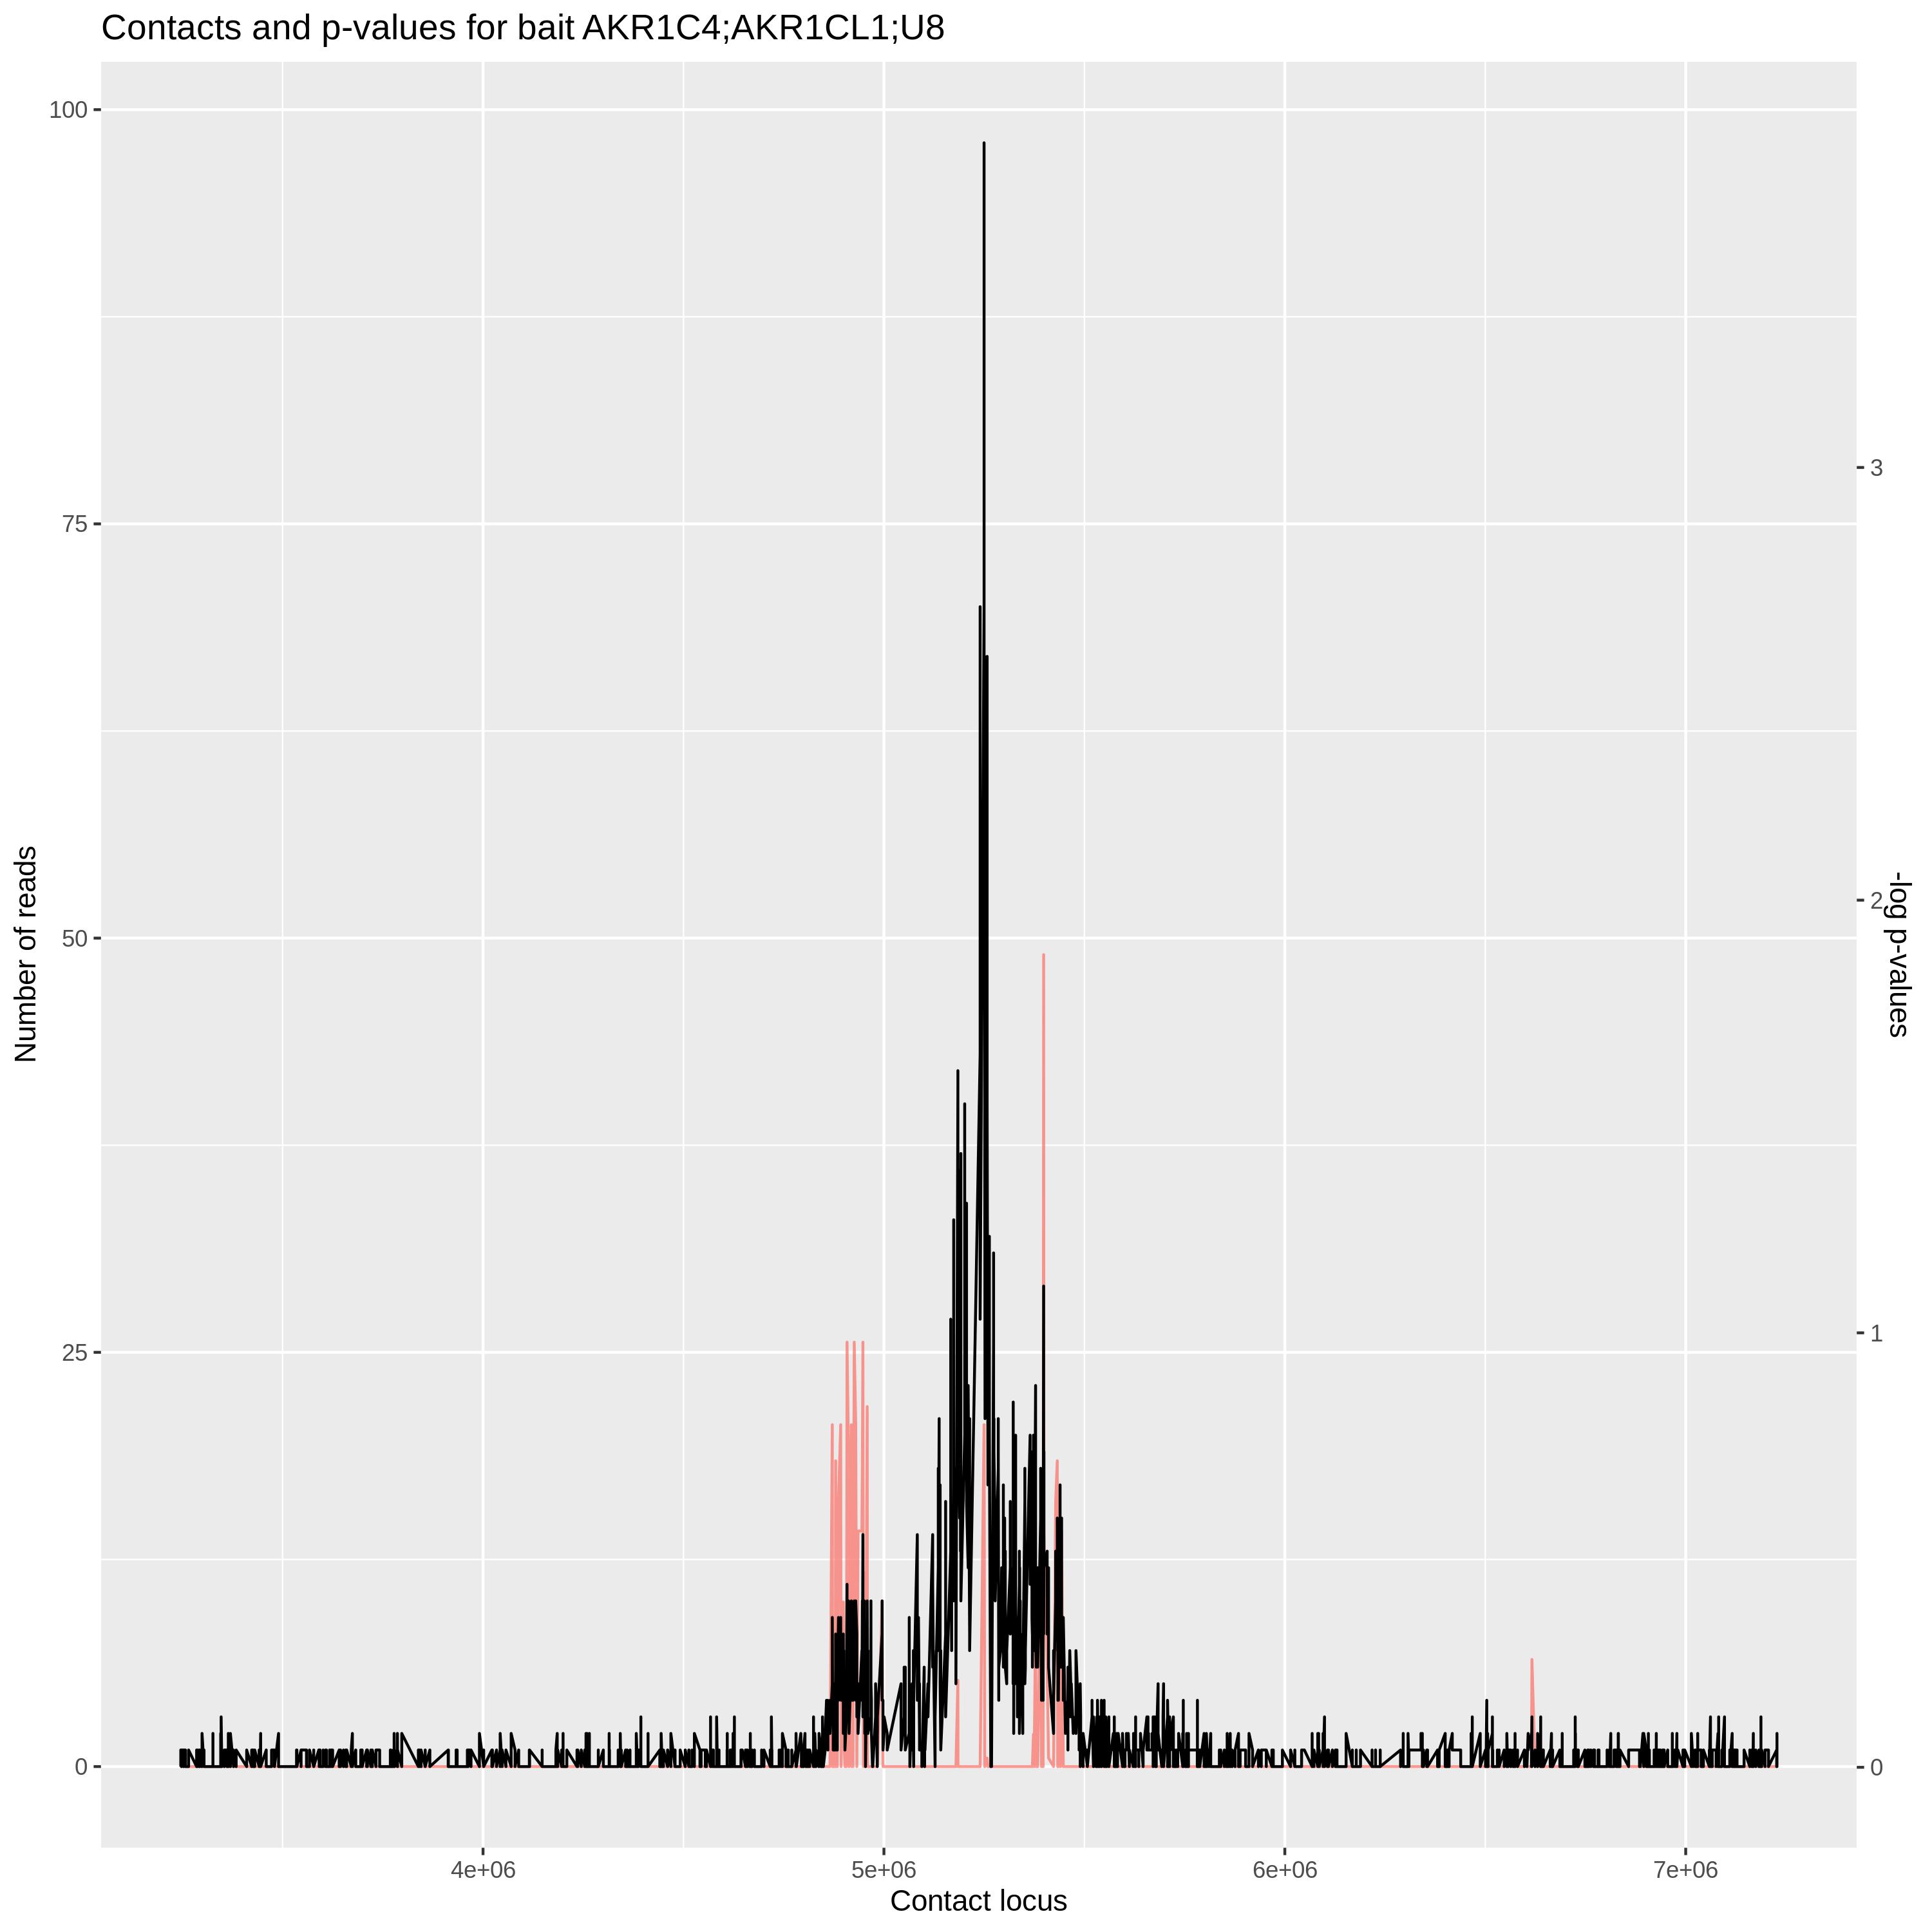 Contacts and p-values for bait AKR1C4;AKR1CL1;U8
100
75
50
25
0
Number of reads
3
2
1
0
-log p-values
4e+06
5e+06
6e+06
7e+06
Contact locus